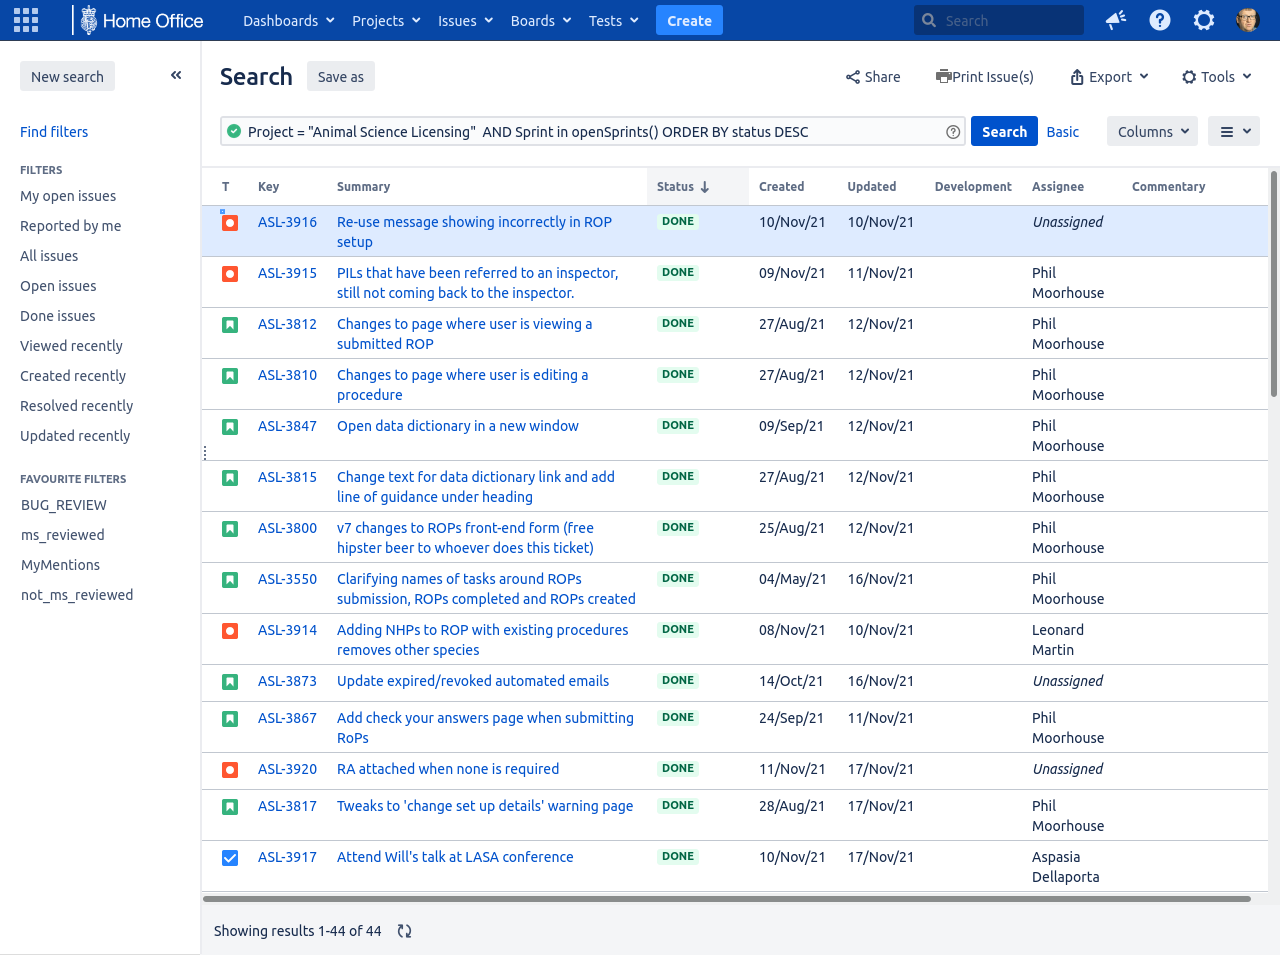 Home Office Dashboards Projects Issues Boards Tests Create Search
New search
Search Save as Share Print Issue(s) Export Tools
Project = "Animal Science Licensing" AND Sprint in openSprints() ORDER BY status DESC Search Basic Columns
Find filters
FILTERS
My open issues
Reported by me
All issues
Open issues
Done issues
Viewed recently
Created recently
Resolved recently
Updated recently
FAVOURITE FILTERS
BUG_REVIEW
ms_reviewed
MyMentions
not_ms_reviewed
T Key Summary Status Created Updated Development Assignee Commentary
ASL-3916 Re-use message showing incorrectly in ROP DONE 10/Nov/21 10/Nov/21 Unassigned
setup
ASL-3915 PILs that have been referred to an inspector, DONE 09/Nov/21 11/Nov/21 Phil
still not coming back to the inspector. Moorhouse
ASL-3812 Changes to page where user is viewing a DONE 27/Aug/21 12/Nov/21 Phil
submitted ROP Moorhouse
ASL-3810 Changes to page where user is editing a DONE 27/Aug/21 12/Nov/21 Phil
procedure Moorhouse
ASL-3847 Open data dictionary in a new window DONE 09/Sep/21 12/Nov/21 Phil
Moorhouse
ASL-3815 Change text for data dictionary link and add DONE 27/Aug/21 12/Nov/21 Phil
line of guidance under heading Moorhouse
ASL-3800 v7 changes to ROPs front-end form (free DONE 25/Aug/21 12/Nov/21 Phil
hipster beer to whoever does this ticket) Moorhouse
ASL-3550 Clarifying names of tasks around ROPs DONE 04/May/21 16/Nov/21 Phil
submission, ROPs completed and ROPs created Moorhouse
ASL-3914 Adding NHPs to ROP with existing procedures DONE 08/Nov/21 10/Nov/21 Leonard
removes other species Martin
ASL-3873 Update expired/revoked automated emails DONE 14/Oct/21 16/Nov/21 Unassigned
ASL-3867 Add check your answers page when submitting DONE 24/Sep/21 11/Nov/21 Phil
RoPs Moorhouse
ASL-3920 RA attached when none is required DONE 11/Nov/21 17/Nov/21 Unassigned
ASL-3817 Tweaks to 'change set up details' warning page DONE 28/Aug/21 17/Nov/21 Phil
Moorhouse
ASL-3917 Attend Will's talk at LASA conference DONE 10/Nov/21 17/Nov/21 Aspasia
Dellaporta
Showing results 1-44 of 44